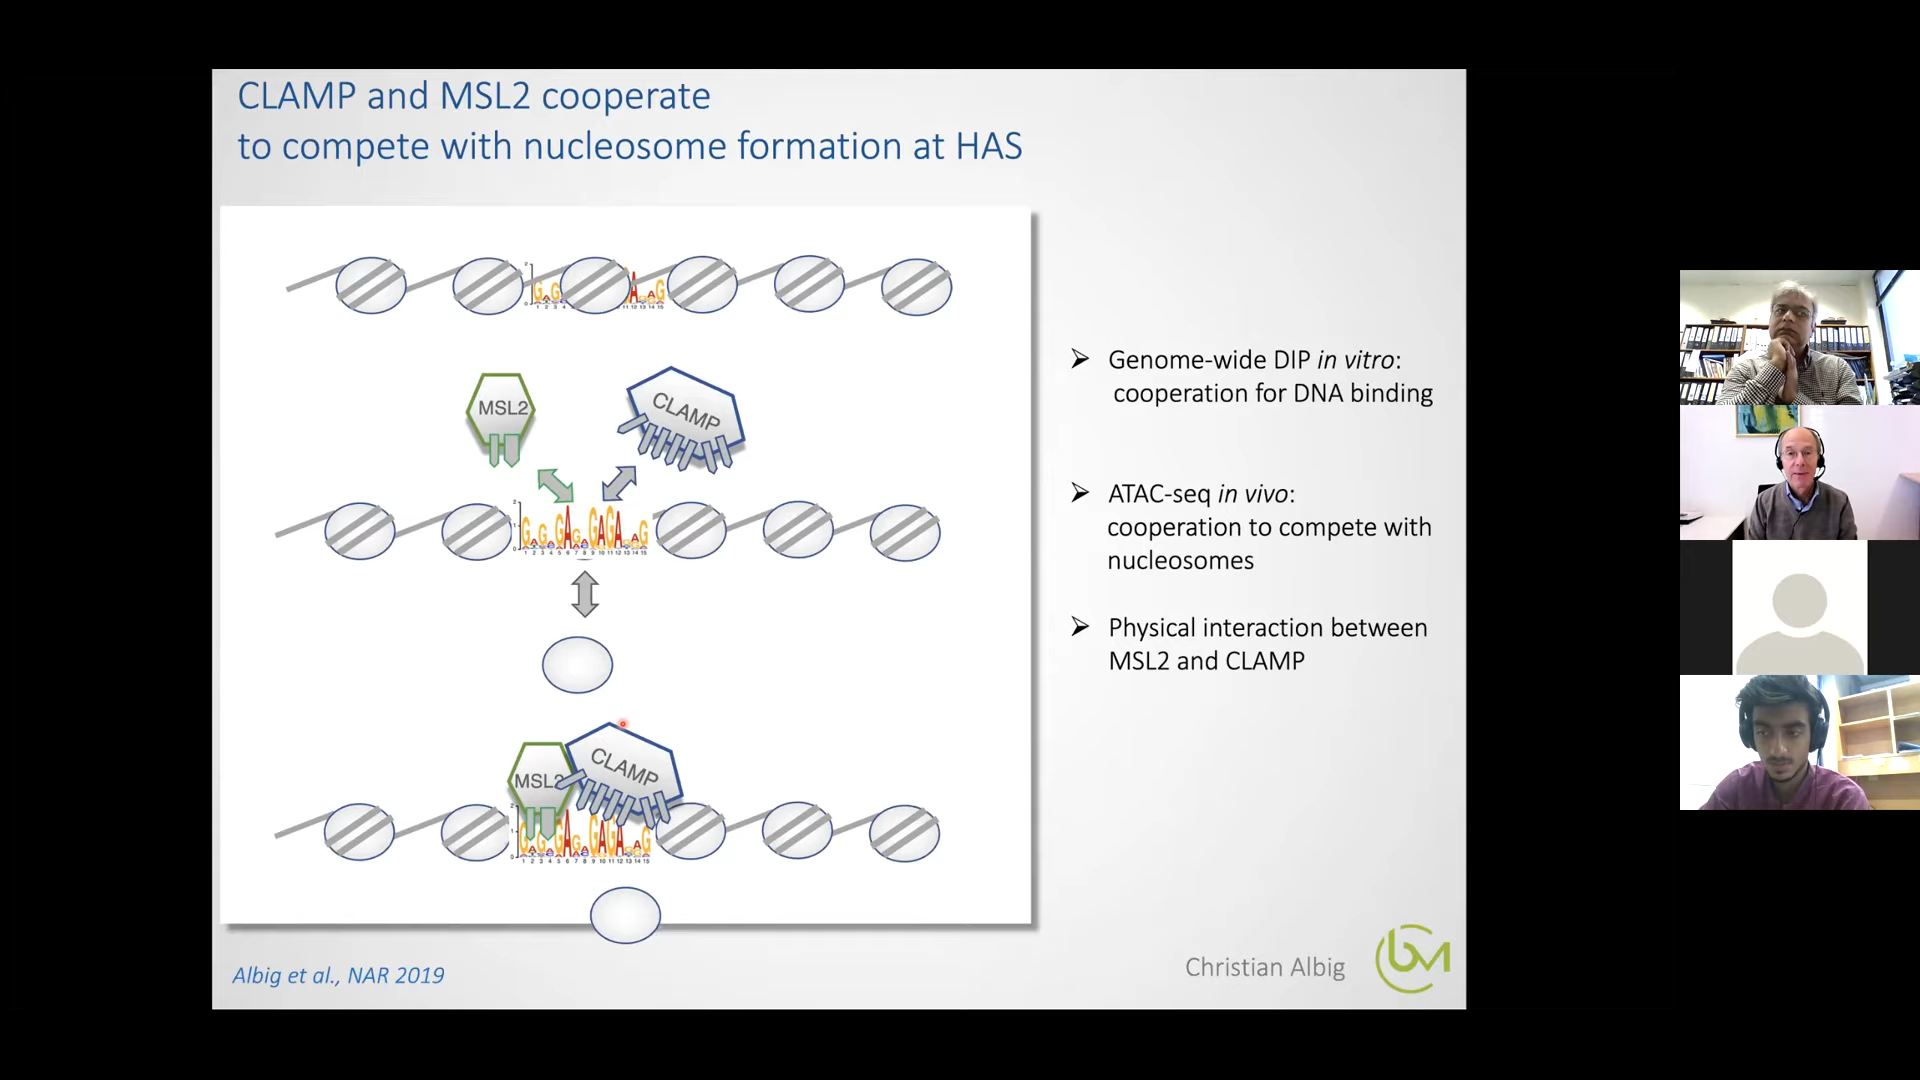 CLAMP and MSL2 cooperate
to compete with nucleosome formation at HAS
MSL2
CLAMP
MSL2
CLAMP
➢ Genome-wide DIP in vitro:
cooperation for DNA binding
➢ ATAC-seq in vivo:
cooperation to compete with
nucleosomes
➢ Physical interaction between
MSL2 and CLAMP
Albig et al., NAR 2019
Christian Albig